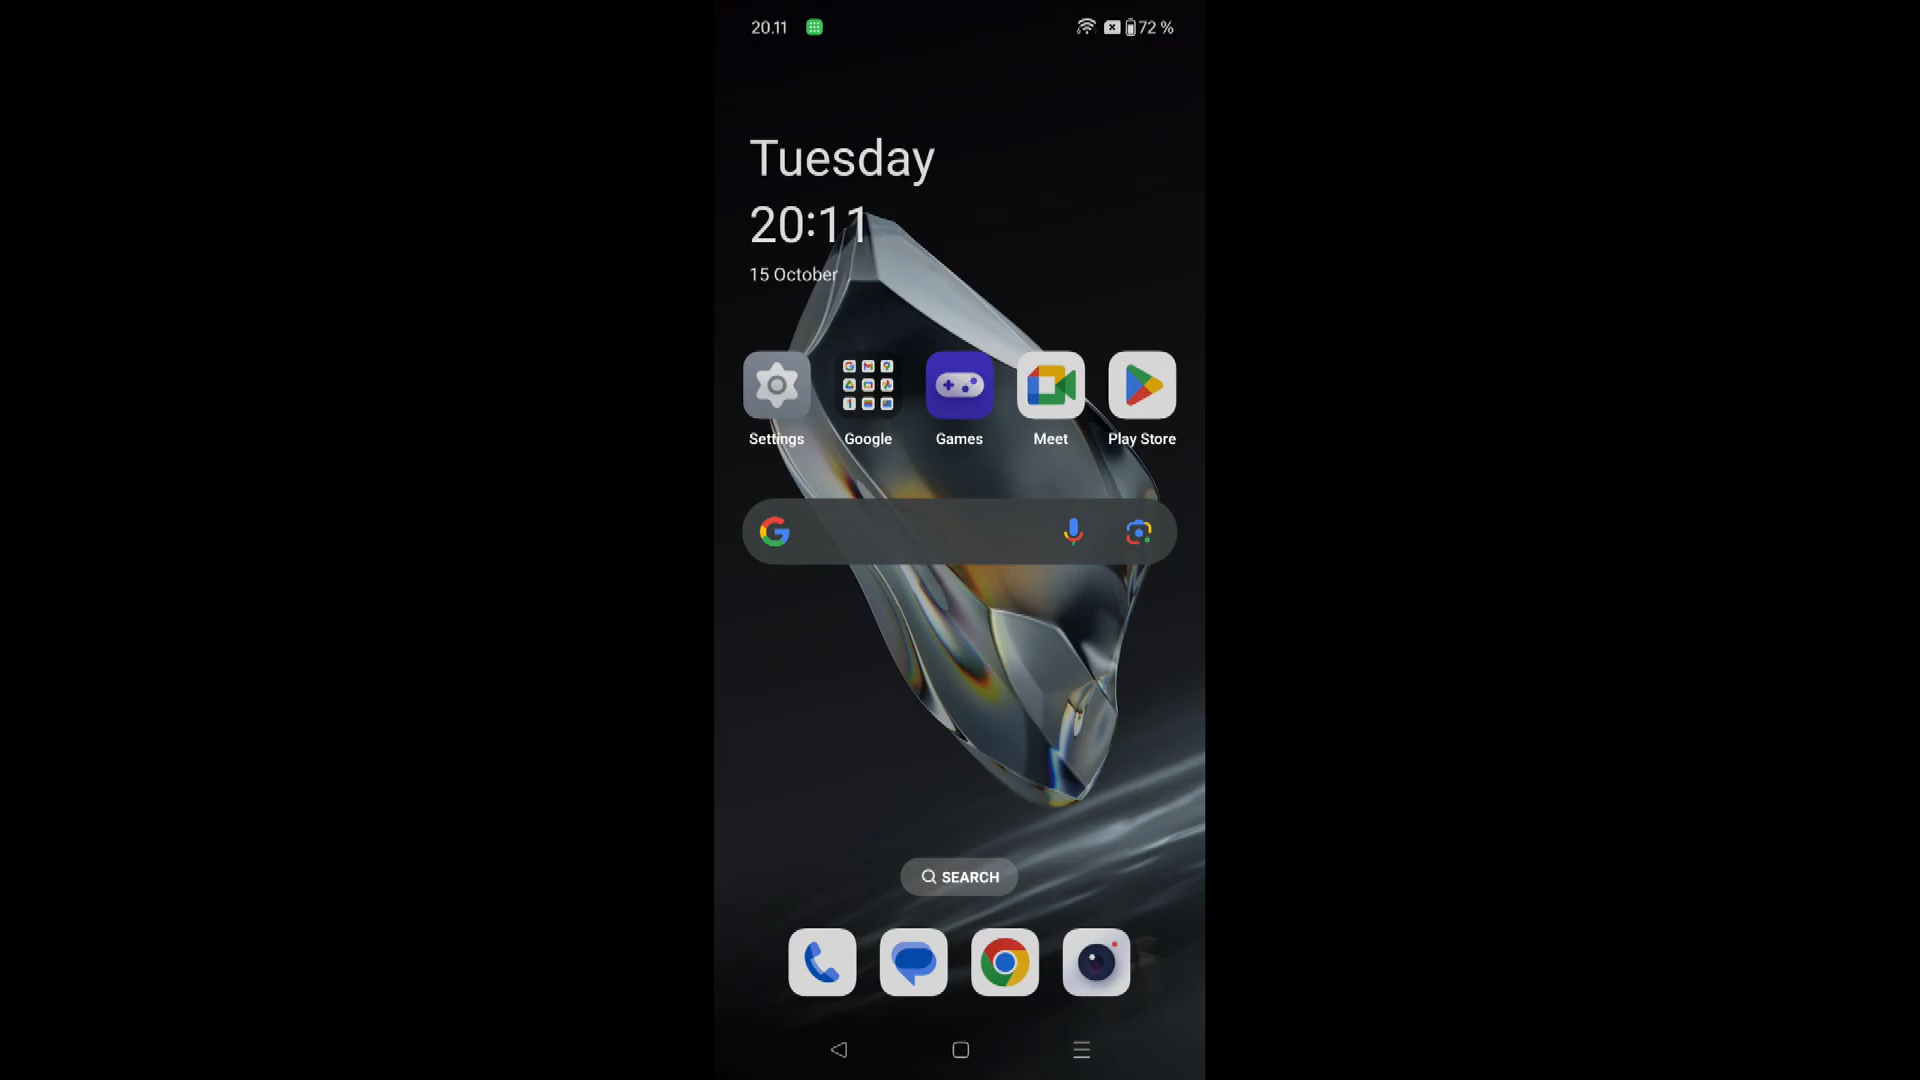 20.11
72 %
Tuesday
20:11
15 October
Settings
Google
Games
Meet
Play Store
SEARCH